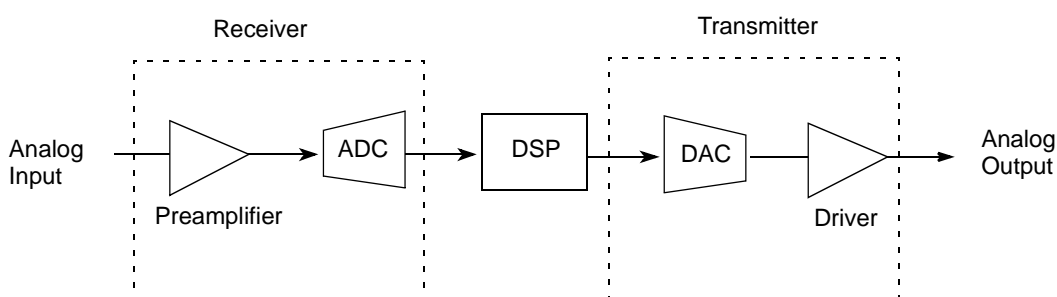 Receiver
Transmitter
Analog
Input
Preamplifier
ADC
DSP
DAC
Driver
Analog
Output